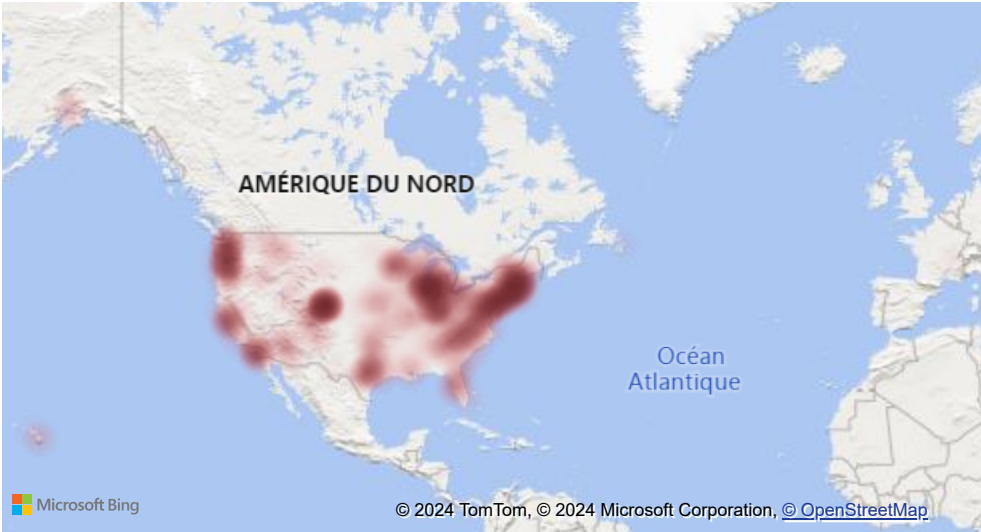 AMÉRIQUE DU NORD
Océan
Atlantique
Microsoft Bing
© 2024 TomTom, © 2024 Microsoft Corporation, © OpenStreetMap